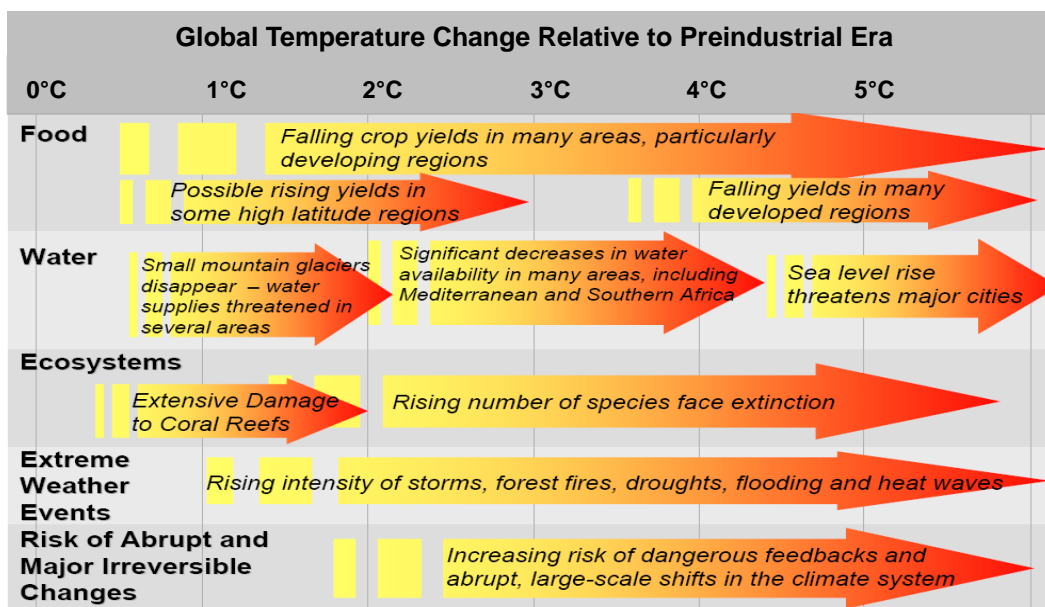 Global Temperature Change Relative to Preindustrial Era
0°C 1°C 2°C 3°C 4°C 5°C
Food
Falling crop yields in many areas, particularly
developing regions
Possible rising yields in
some high latitude regions
Falling yields in many
developed regions
Water
Small mountain glaciers
disappear – water
supplies threatened in
several areas
Significant decreases in water
availability in many areas, including
Mediterranean and Southern Africa
Sea level rise
threatens major cities
Ecosystems
Extensive Damage
to Coral Reefs
Rising number of species face extinction
Extreme
Weather
Events
Rising intensity of storms, forest fires, droughts, flooding and heat waves
Risk of Abrupt and
Major Irreversible
Changes
Increasing risk of dangerous feedbacks and
abrupt, large-scale shifts in the climate system